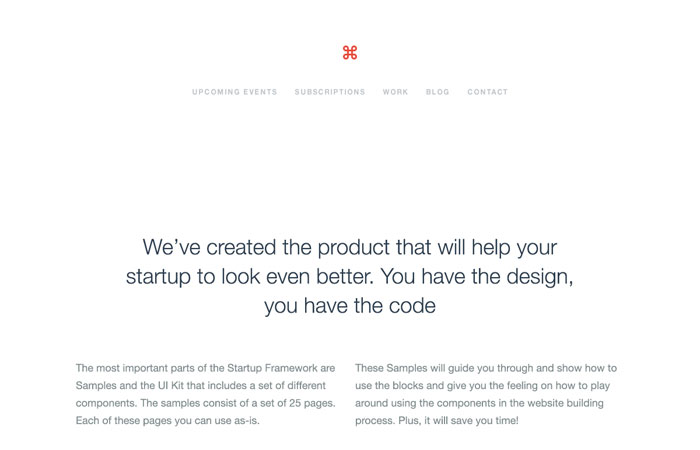 ⌘
UPCOMING EVENTS SUBSCRIPTIONS WORK BLOG CONTACT
We’ve created the product that will help your
startup to look even better. You have the design,
you have the code
The most important parts of the Startup Framework are
Samples and the UI Kit that includes a set of different
components. The samples consist of a set of 25 pages.
Each of these pages you can use as-is.
These Samples will guide you through and show how to
use the blocks and give you the feeling on how to play
around using the components in the website building
process. Plus, it will save you time!